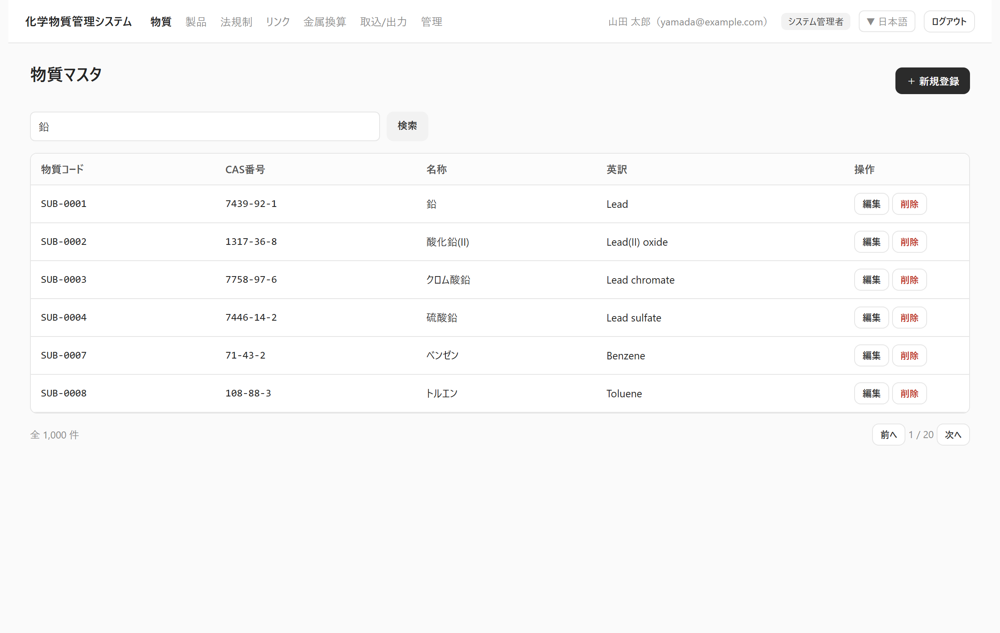 化学物質管理システム 物質 製品 法規制 リンク 金属換算 取込/出力 管理 山田 太郎（yamada@example.com） システム管理者 ▼ 日本語 ログアウト
物質マスタ
＋ 新規登録
鉛 検索
物質コード CAS番号 名称 英訳 操作
SUB-0001 7439-92-1 鉛 Lead 編集 削除
SUB-0002 1317-36-8 酸化鉛(II) Lead(II) oxide 編集 削除
SUB-0003 7758-97-6 クロム酸鉛 Lead chromate 編集 削除
SUB-0004 7446-14-2 硫酸鉛 Lead sulfate 編集 削除
SUB-0007 71-43-2 ベンゼン Benzene 編集 削除
SUB-0008 108-88-3 トルエン Toluene 編集 削除
全 1,000 件 前へ 1 / 20 次へ